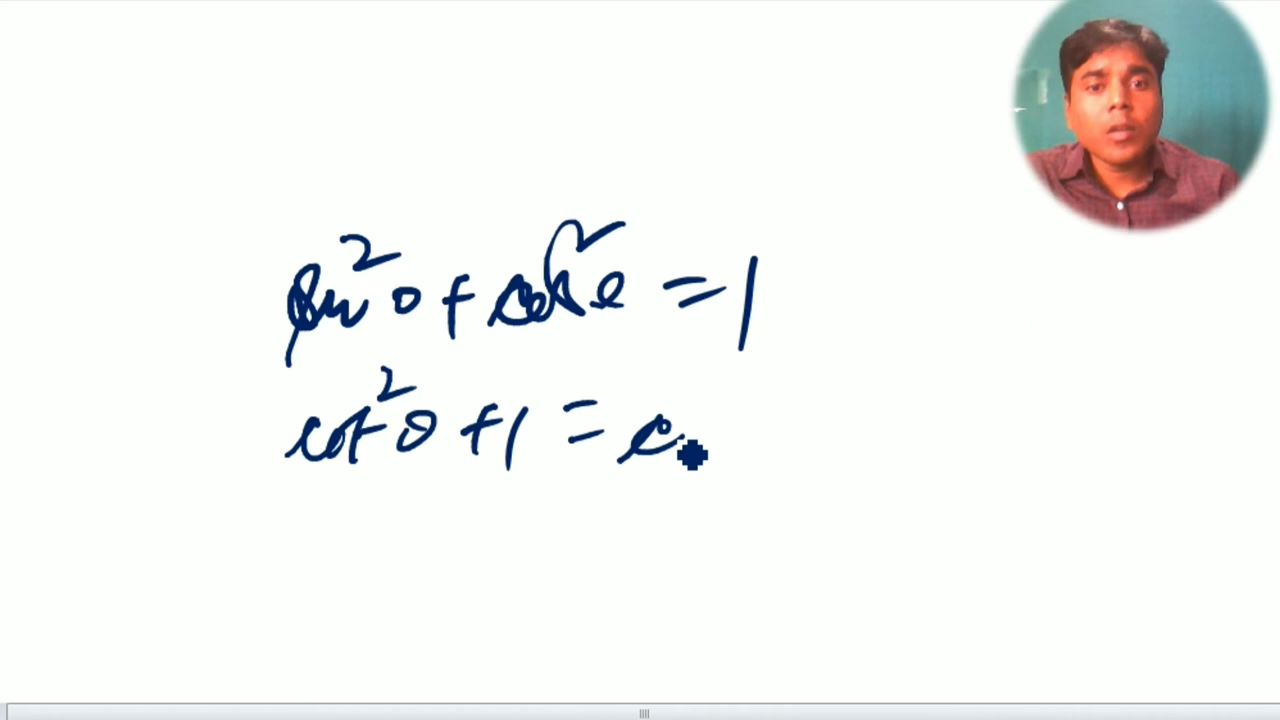 sin²θ + cos²θ = 1
cot²θ + 1 = c